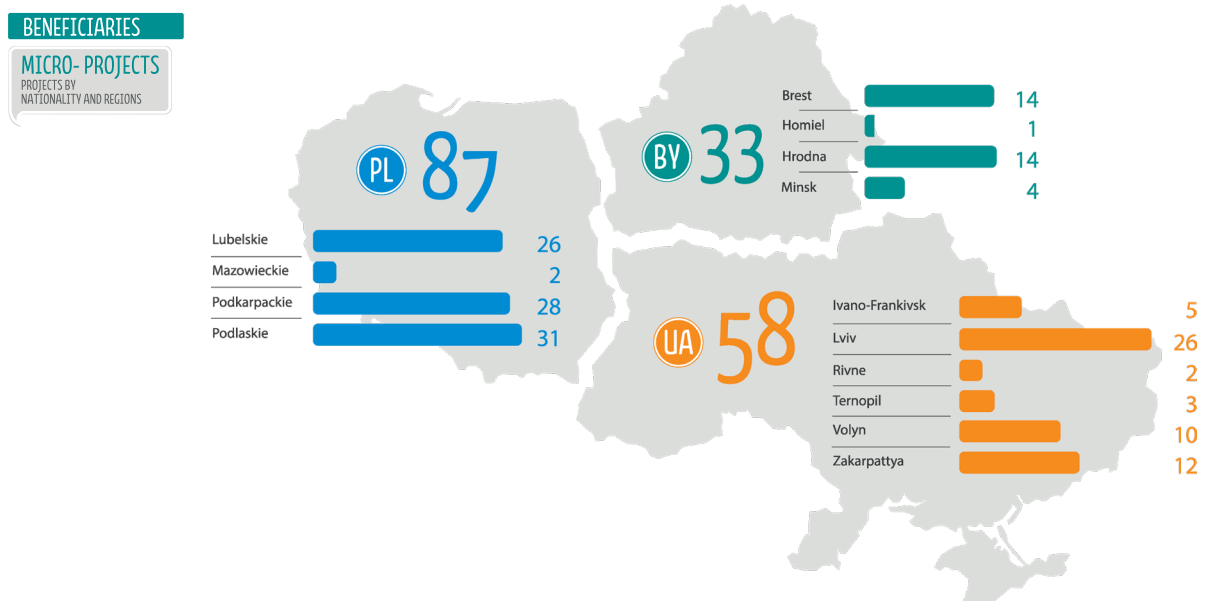 BENEFICIARIES
MICRO- PROJECTS
PROJECTS BY
NATIONALITY AND REGIONS
PL 87
Lubelskie 26
Mazowieckie 2
Podkarpackie 28
Podlaskie 31
BY 33
Brest 14
Homiel 1
Hrodna 14
Minsk 4
UA 58
Ivano-Frankivsk 5
Lviv 26
Rivne 2
Ternopil 3
Volyn 10
Zakarpattya 12